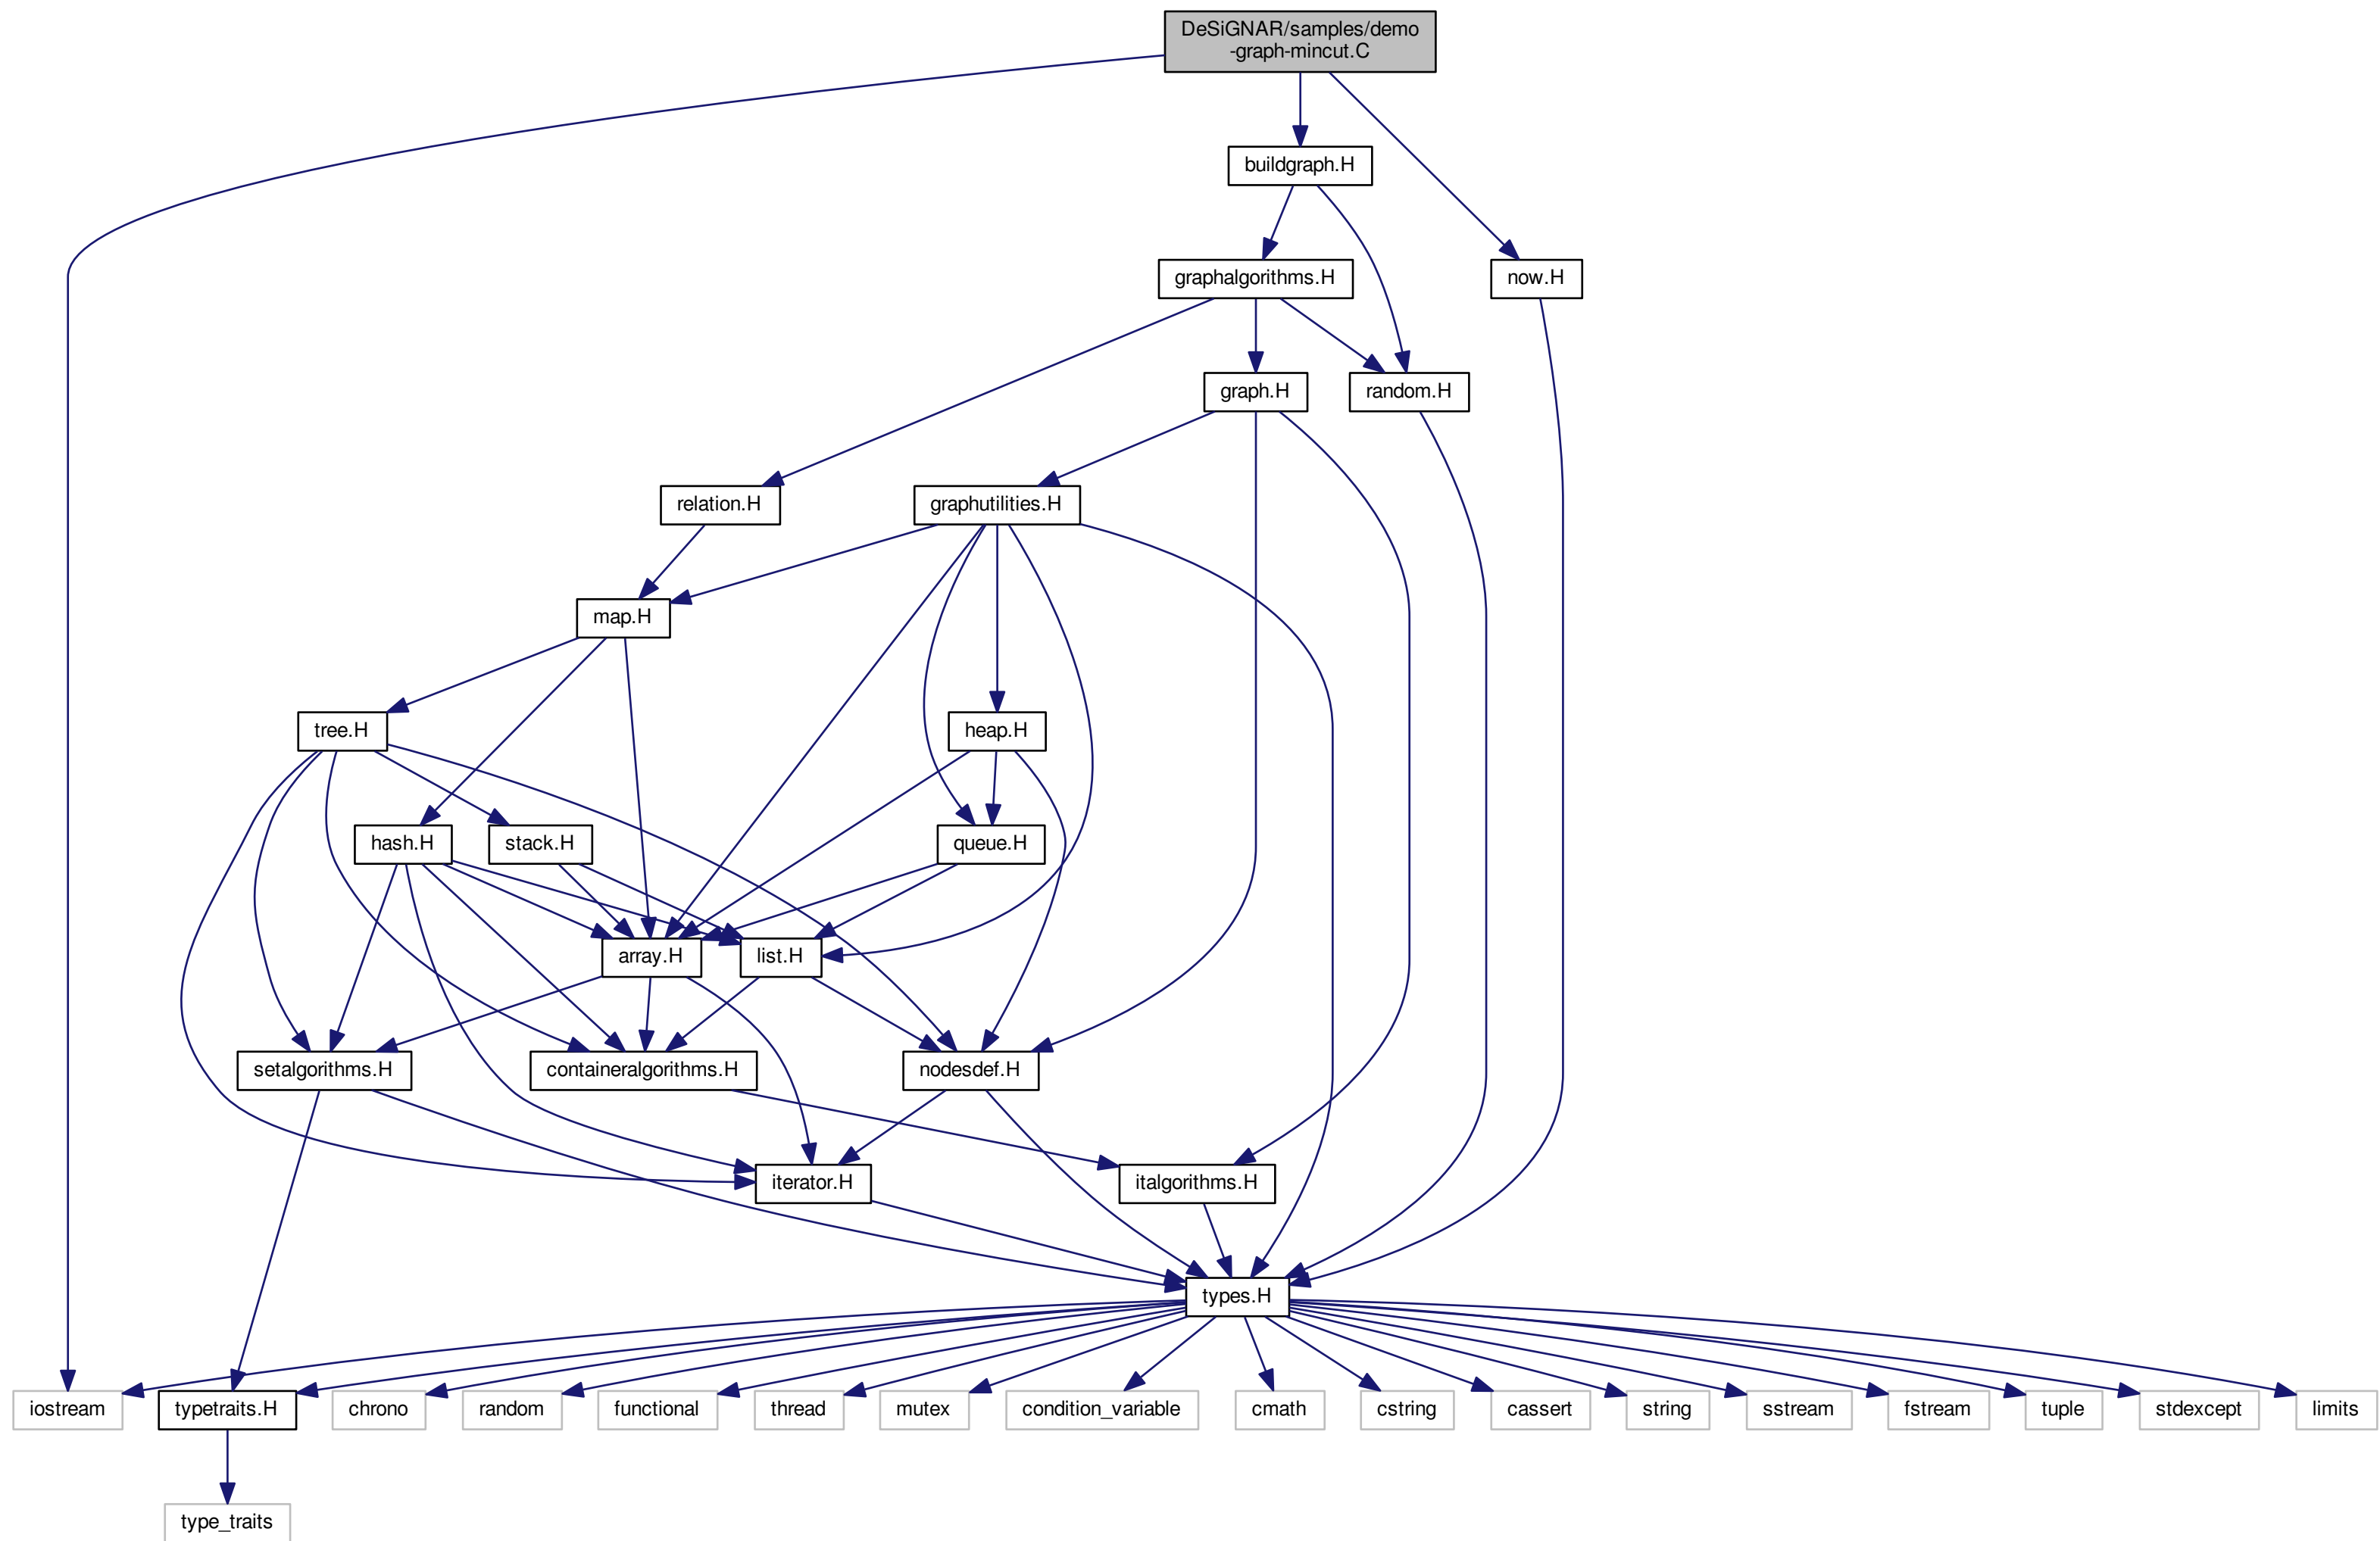 DeSiGNAR/samples/demo
-graph-mincut.C
buildgraph.H
graphalgorithms.H
now.H
graph.H
random.H
relation.H
graphutilities.H
map.H
tree.H
heap.H
hash.H
stack.H
queue.H
array.H
list.H
setalgorithms.H
containeralgorithms.H
nodesdef.H
iterator.H
italgorithms.H
types.H
iostream
typetraits.H
chrono
random
functional
thread
mutex
condition_variable
cmath
cstring
cassert
string
sstream
fstream
tuple
stdexcept
limits
type_traits